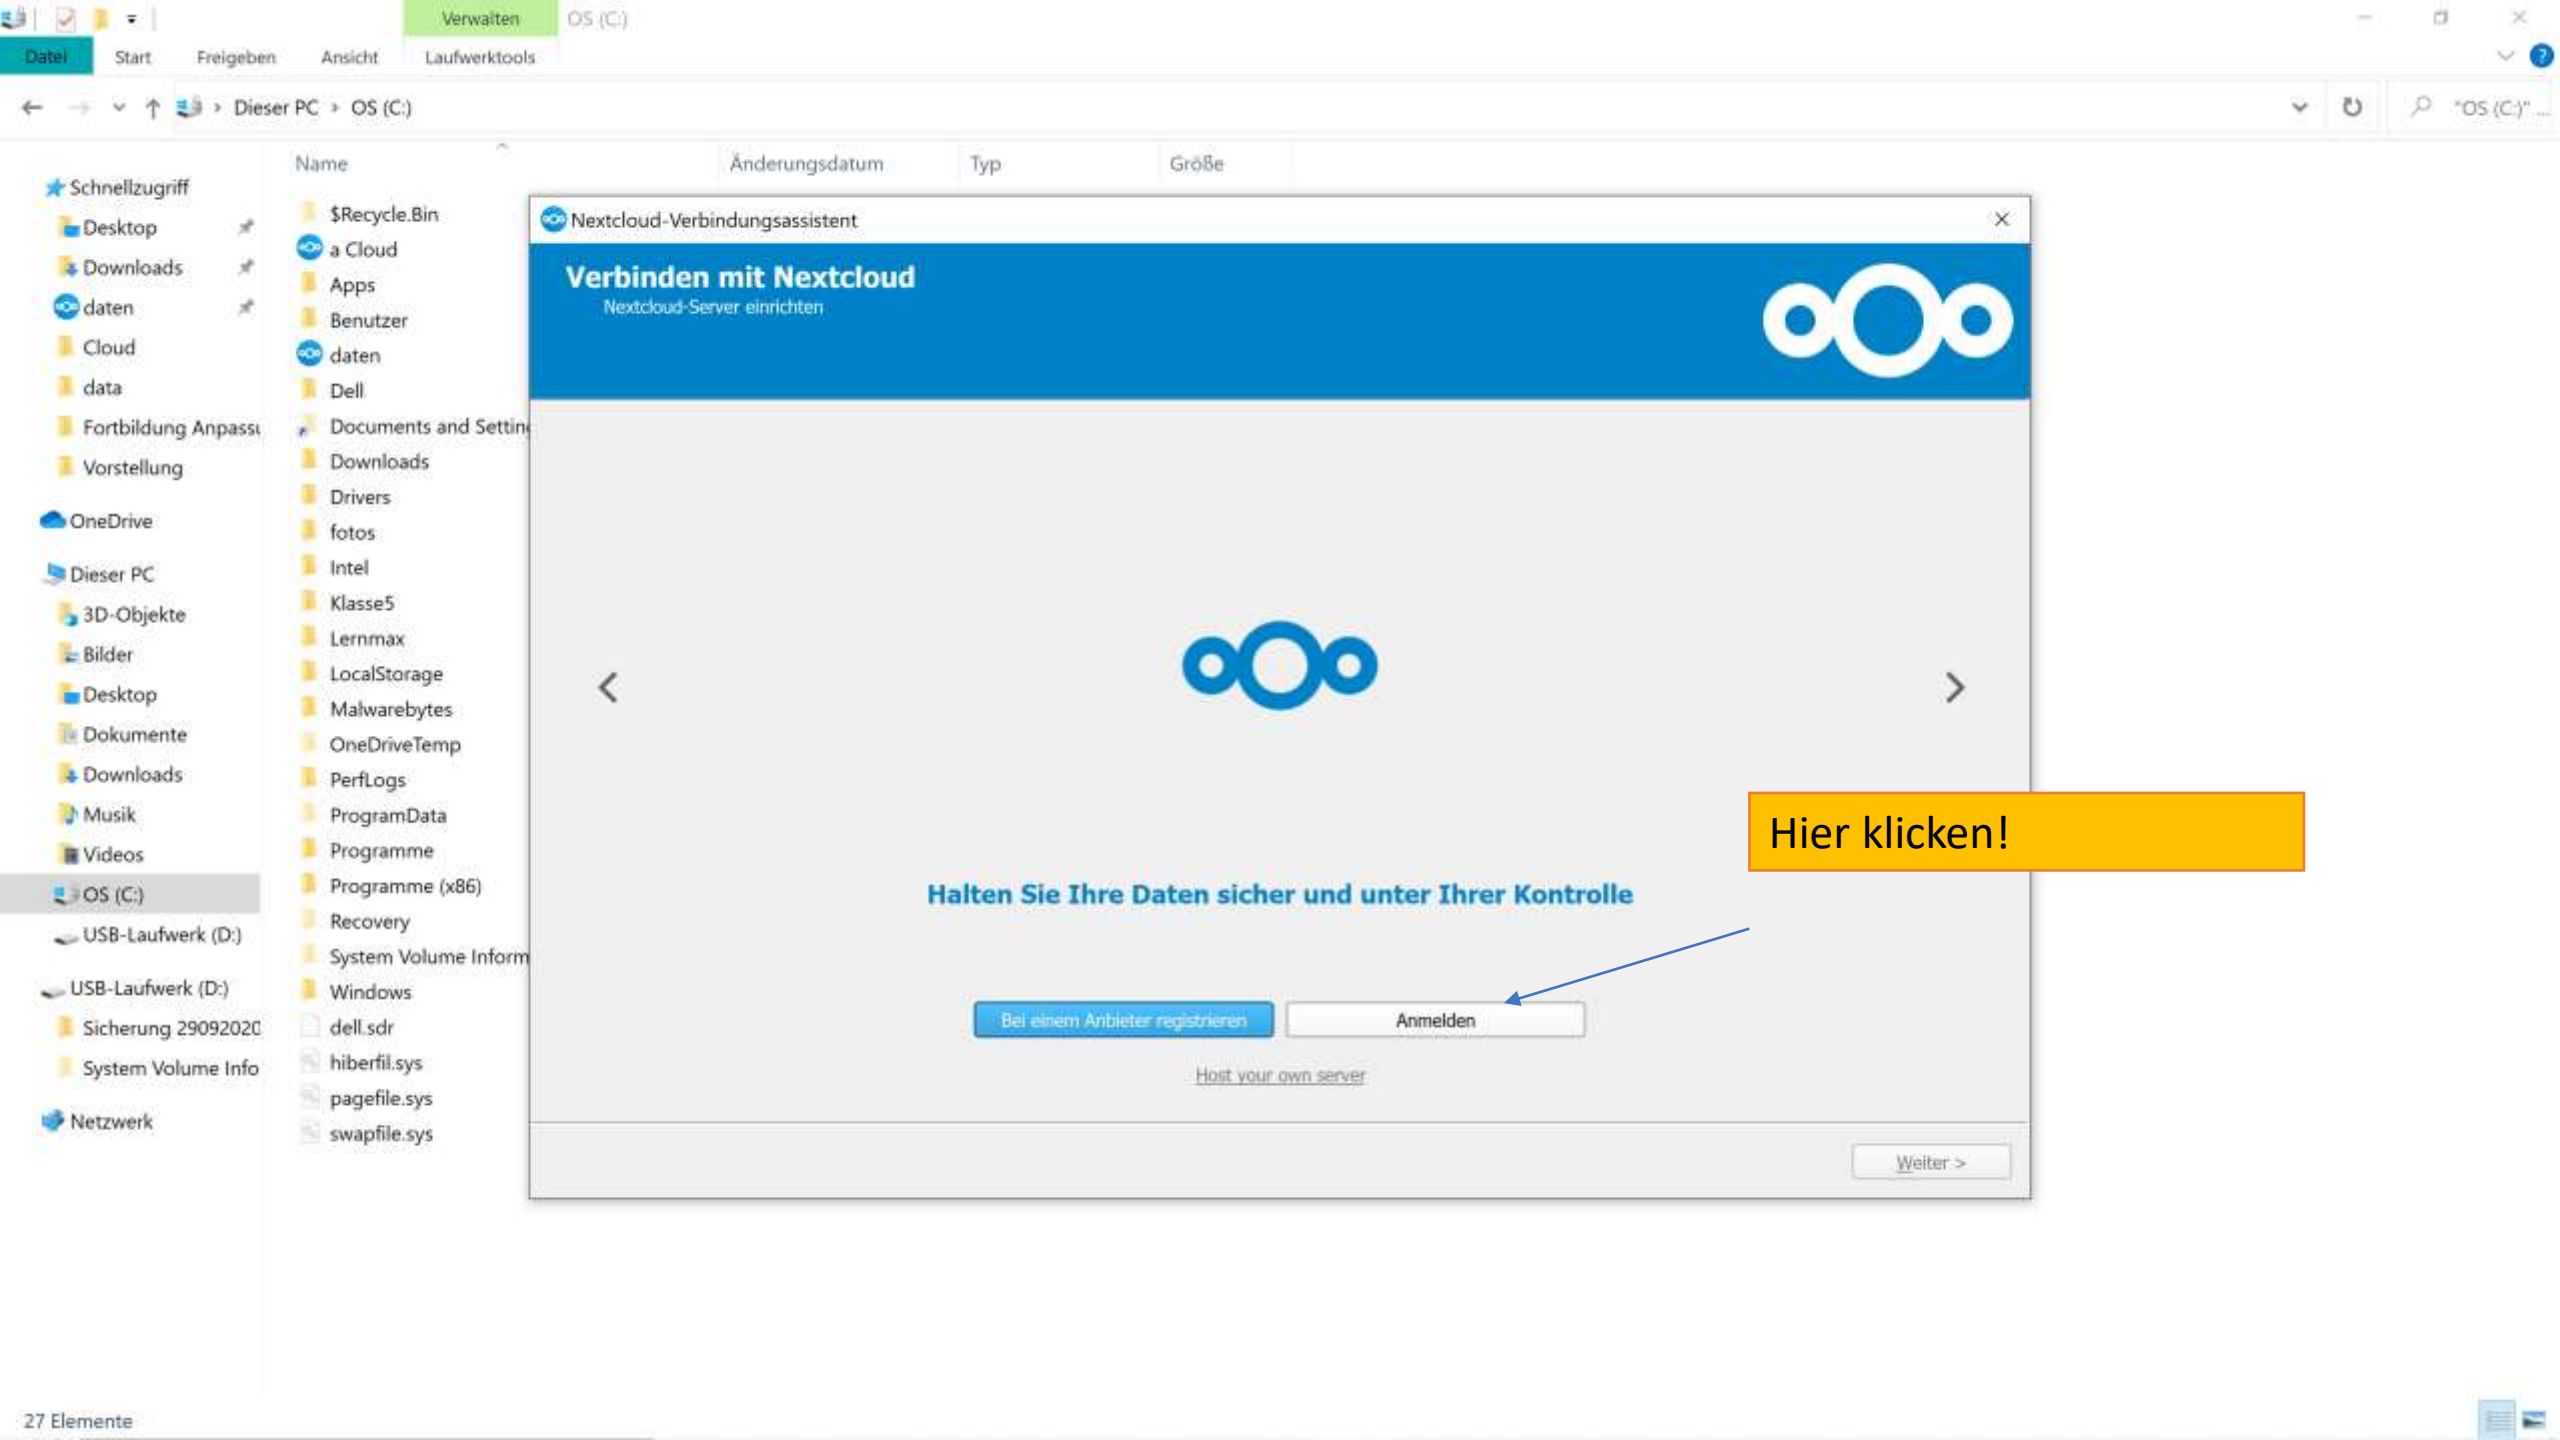 Verwalten
OS (C:)
Datei
Start
Freigeben
Ansicht
Laufwerktools
Dieser PC
OS (C:)
"OS (C:)" ...
Name
Änderungsdatum
Typ
Größe
Schnellzugriff
Desktop
Downloads
daten
Cloud
data
Fortbildung Anpassu
Vorstellung
OneDrive
Dieser PC
3D-Objekte
Bilder
Desktop
Dokumente
Downloads
Musik
Videos
OS (C:)
USB-Laufwerk (D:)
USB-Laufwerk (D:)
Sicherung 29092020
System Volume Info
Netzwerk
$Recycle.Bin
a Cloud
Apps
Benutzer
daten
Dell
Documents and Settin
Downloads
Drivers
fotos
Intel
Klasse5
Lernmax
LocalStorage
Malwarebytes
OneDriveTemp
PerfLogs
ProgramData
Programme
Programme (x86)
Recovery
System Volume Inform
Windows
dell.sdr
hiberfil.sys
pagefile.sys
swapfile.sys
Nextcloud-Verbindungsassistent
Verbinden mit Nextcloud
Nextcloud-Server einrichten
Hier klicken!
Halten Sie Ihre Daten sicher und unter Ihrer Kontrolle
Bei einem Anbieter registrieren
Anmelden
Host your own server
Weiter >
27 Elemente